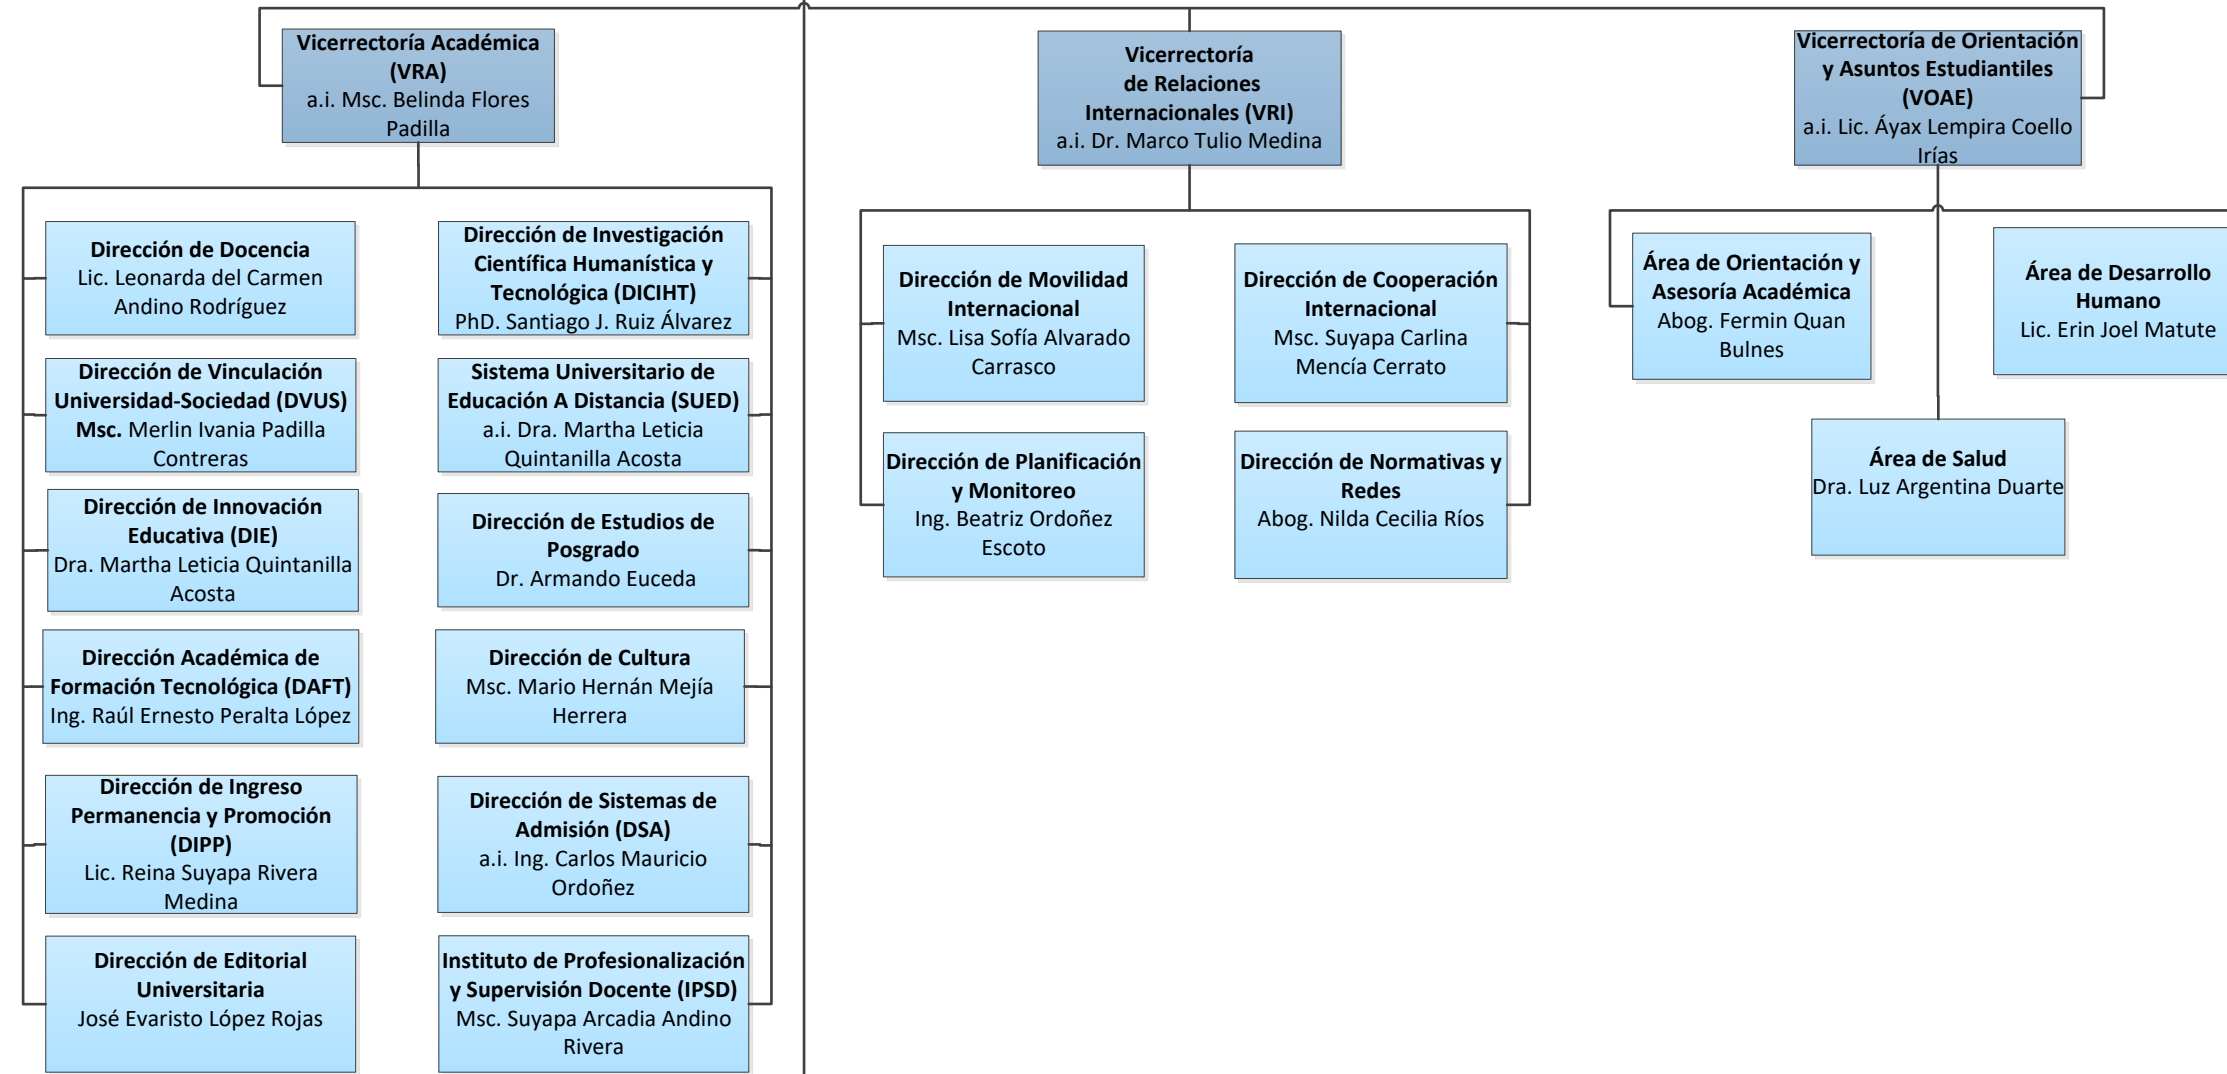 Vicerrectoría Académica
(VRA)
a.i. Msc. Belinda Flores
Padilla
Vicerrectoría
de Relaciones
Internacionales (VRI)
a.i. Dr. Marco Tulio Medina
Vicerrectoría de Orientación
y Asuntos Estudiantiles
(VOAE)
a.i. Lic. Áyax Lempira Coello
Irías
Dirección de Docencia
Lic. Leonarda del Carmen
Andino Rodríguez
Dirección de Investigación
Científica Humanística y
Tecnológica (DICIHT)
PhD. Santiago J. Ruiz Álvarez
Dirección de Vinculación
Universidad-Sociedad (DVUS)
Msc. Merlin Ivania Padilla
Contreras
Sistema Universitario de
Educación A Distancia (SUED)
a.i. Dra. Martha Leticia
Quintanilla Acosta
Dirección de Innovación
Educativa (DIE)
Dra. Martha Leticia Quintanilla
Acosta
Dirección de Estudios de
Posgrado
Dr. Armando Euceda
Dirección Académica de
Formación Tecnológica (DAFT)
Ing. Raúl Ernesto Peralta López
Dirección de Cultura
Msc. Mario Hernán Mejía
Herrera
Dirección de Ingreso
Permanencia y Promoción
(DIPP)
Lic. Reina Suyapa Rivera
Medina
Dirección de Sistemas de
Admisión (DSA)
a.i. Ing. Carlos Mauricio
Ordoñez
Dirección de Editorial
Universitaria
José Evaristo López Rojas
Instituto de Profesionalización
y Supervisión Docente (IPSD)
Msc. Suyapa Arcadia Andino
Rivera
Dirección de Movilidad
Internacional
Msc. Lisa Sofía Alvarado
Carrasco
Dirección de Cooperación
Internacional
Msc. Suyapa Carlina
Mencía Cerrato
Dirección de Planificación
y Monitoreo
Ing. Beatriz Ordoñez
Escoto
Dirección de Normativas y
Redes
Abog. Nilda Cecilia Ríos
Área de Orientación y
Asesoría Académica
Abog. Fermin Quan
Bulnes
Área de Desarrollo
Humano
Lic. Erin Joel Matute
Área de Salud
Dra. Luz Argentina Duarte